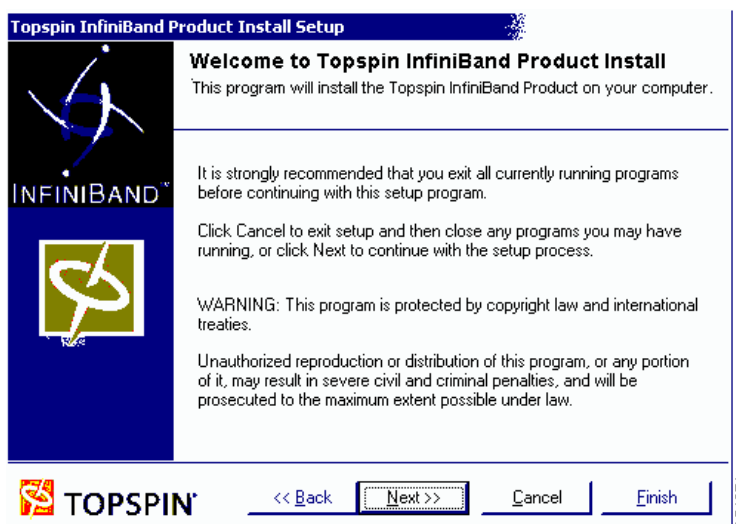 Topspin InfiniBand Product Install Setup
Welcome to Topspin InfiniBand Product Install
This program will install the Topspin InfiniBand Product on your computer.
INFINIBAND™
It is strongly recommended that you exit all currently running programs
before continuing with this setup program.
Click Cancel to exit setup and then close any programs you may have
running, or click Next to continue with the setup process.
WARNING: This program is protected by copyright law and international
treaties.
Unauthorized reproduction or distribution of this program, or any portion
of it, may result in severe civil and criminal penalties, and will be
prosecuted to the maximum extent possible under law.
TOPSPIN
<< Back
Next >>
Cancel
Finish